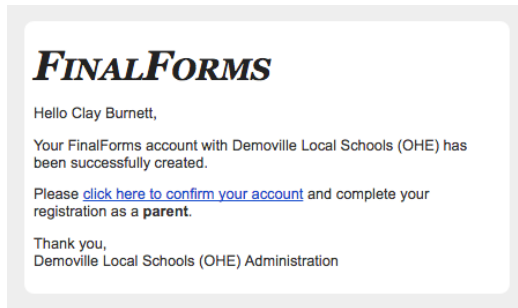 FINALFORMS
Hello Clay Burnett,
Your FinalForms account with Demoville Local Schools (OHE) has
been successfully created.
Please click here to confirm your account and complete your
registration as a parent.
Thank you,
Demoville Local Schools (OHE) Administration